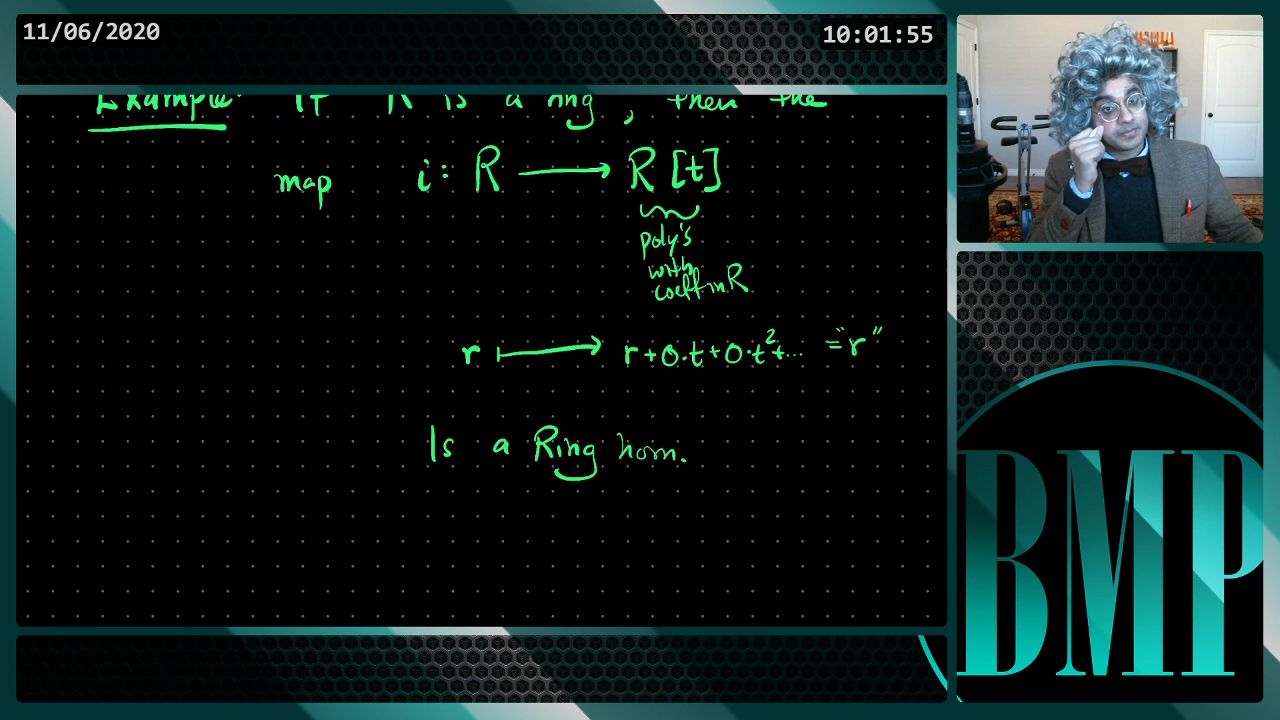 11/06/2020
10:01:55
Example: If R is a ring, then the
map i: R ⟶ R[t]
poly's
with
coeff in R
r ⟼ r+0·t+0·t²+... = "r"
Is a Ring hom.
BMP